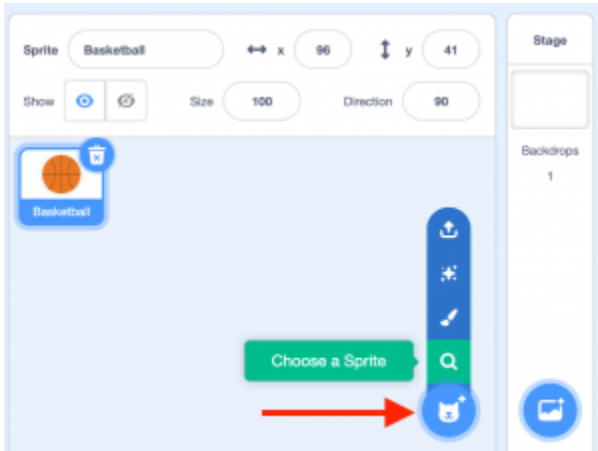 Sprite Basketball x 96 y 41
Show Size 100 Direction 90
Basketball
Choose a Sprite
Stage
Backdrops
1